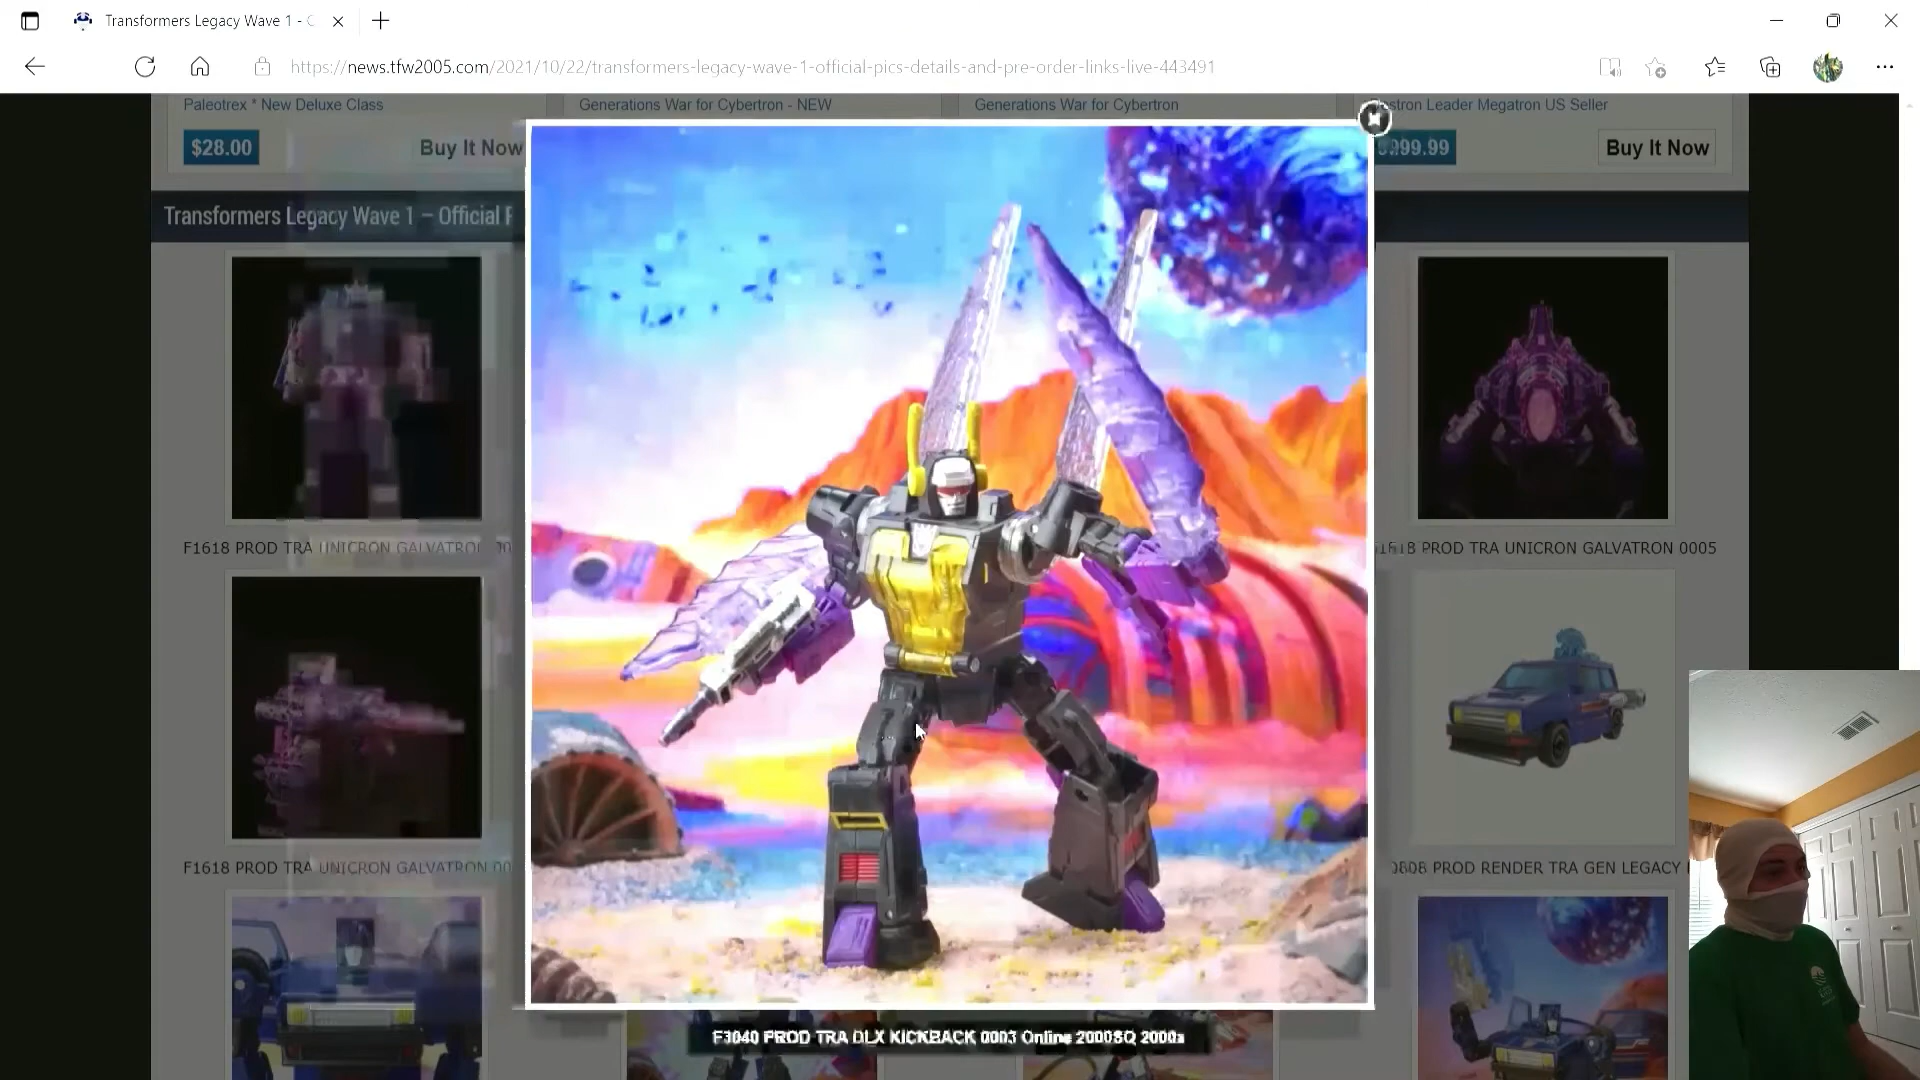 Transformers Legacy Wave 1 - C
https://news.tfw2005.com/2021/10/22/transformers-legacy-wave-1-official-pics-details-and-pre-order-links-live-443491
Paleotrex * New Deluxe Class
Generations War for Cybertron - NEW
Generations War for Cybertron
Leader Megatron US Seller
$28.00
Buy It Now
Buy It Now
Transformers Legacy Wave 1 – Official
F1618 PROD TRA UNICRON GALVATRON
PROD TRA UNICRON GALVATRON 0005
F1618 PROD TRA UNICRON GALVATRON
PROD RENDER TRA GEN LEGACY
F3040 PROD TRA DLX KICKBACK 0003 Online 2000SQ 2000x